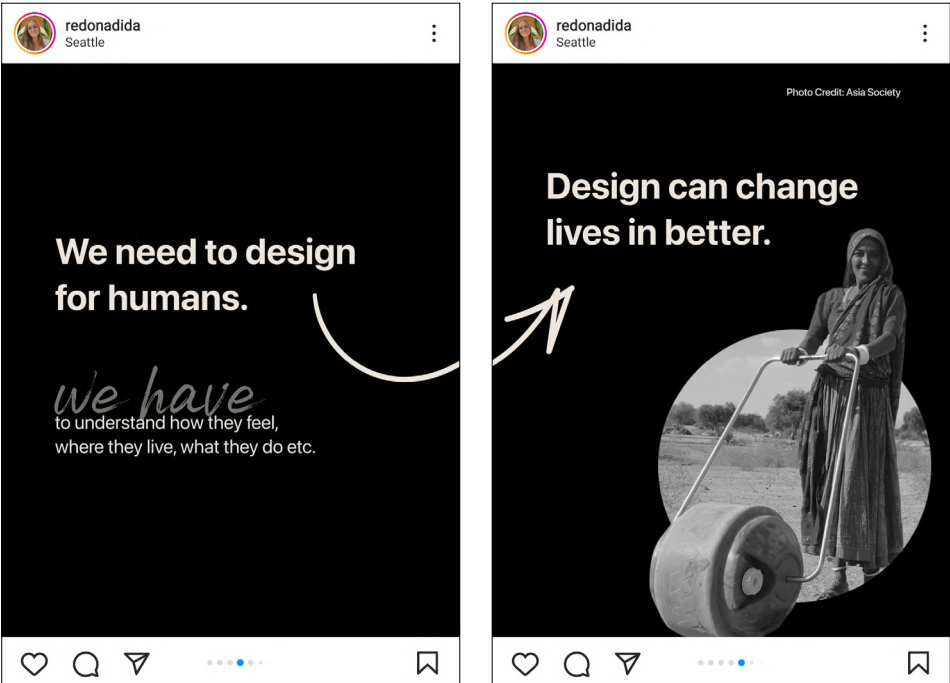 redonadida
Seattle
We need to design
for humans.
we have
to understand how they feel,
where they live, what they do etc.
redonadida
Seattle
Photo Credit: Asia Society
Design can change
lives in better.